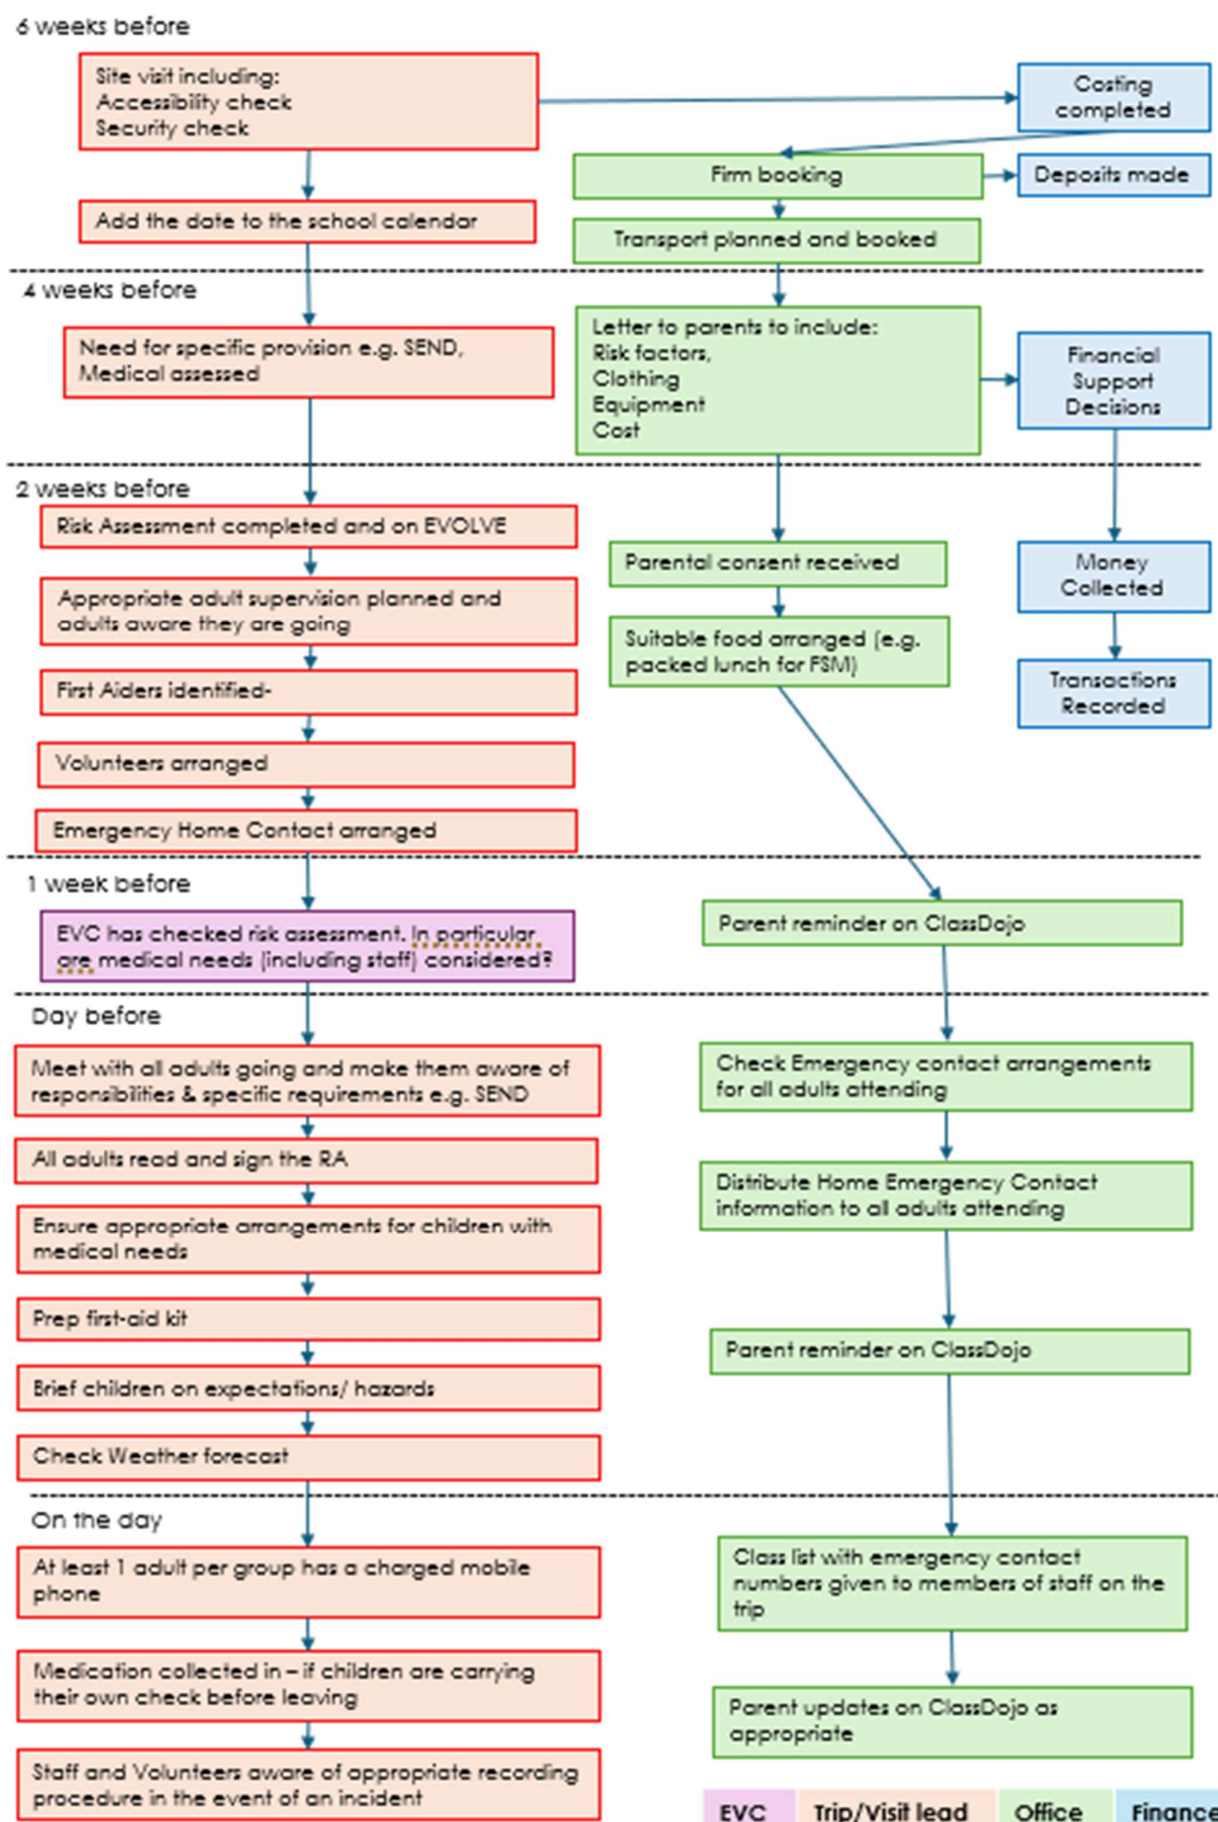 6 weeks before
Site visit including:
Accessibility check
Security check
Costing
completed
Firm booking
Deposits made
Add the date to the school calendar
Transport planned and booked
4 weeks before
Need for specific provision e.g. SEND,
Medical assessed
Letter to parents to include:
Risk factors,
Clothing
Equipment
Cost
Financial
Support
Decisions
2 weeks before
Risk Assessment completed and on EVOLVE
Appropriate adult supervision planned and
adults aware they are going
First Aiders identified-
Volunteers arranged
Emergency Home Contact arranged
Parental consent received
Suitable food arranged (e.g.
packed lunch for FSM)
Money
Collected
Transactions
Recorded
1 week before
EVC has checked risk assessment. In particular
are medical needs (including staff) considered?
Parent reminder on ClassDojo
Day before
Meet with all adults going and make them aware of
responsibilities & specific requirements e.g. SEND
All adults read and sign the RA
Ensure appropriate arrangements for children with
medical needs
Prep first-aid kit
Brief children on expectations/ hazards
Check Weather forecast
Check Emergency contact arrangements
for all adults attending
Distribute Home Emergency Contact
information to all adults attending
Parent reminder on ClassDojo
On the day
At least 1 adult per group has a charged mobile
phone
Medication collected in – if children are carrying
their own check before leaving
Staff and Volunteers aware of appropriate recording
procedure in the event of an incident
Class list with emergency contact
numbers given to members of staff on the
trip
Parent updates on ClassDojo as
appropriate
EVC Trip/Visit lead Office Finance